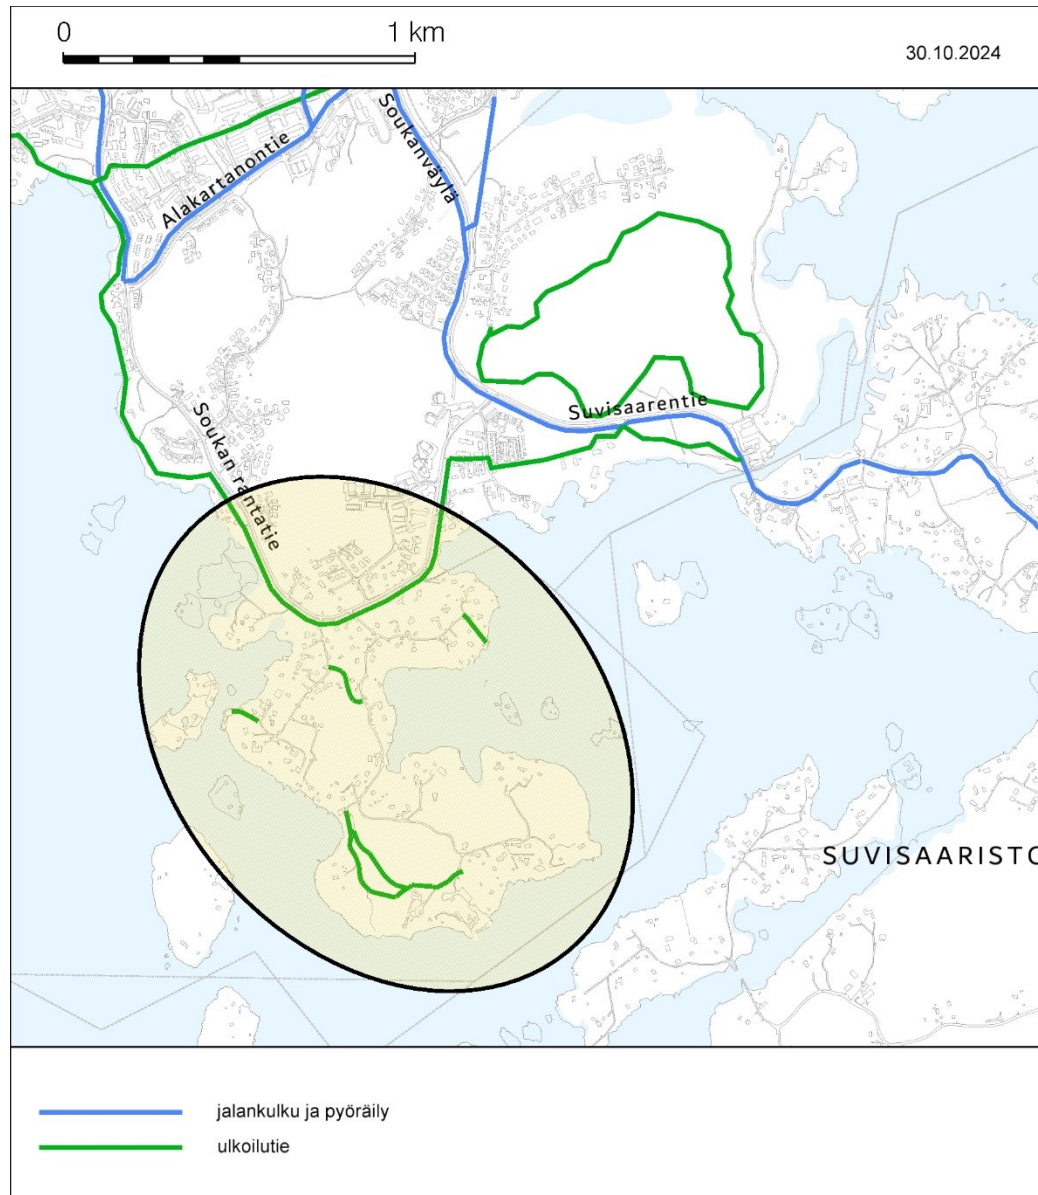 0 1 km
30.10.2024
Soukanväylä
Alakartanontie
Suvisaarentie
Soukan rantatie
SUVISAARISTO
jalankulku ja pyöräily
ulkoilutie